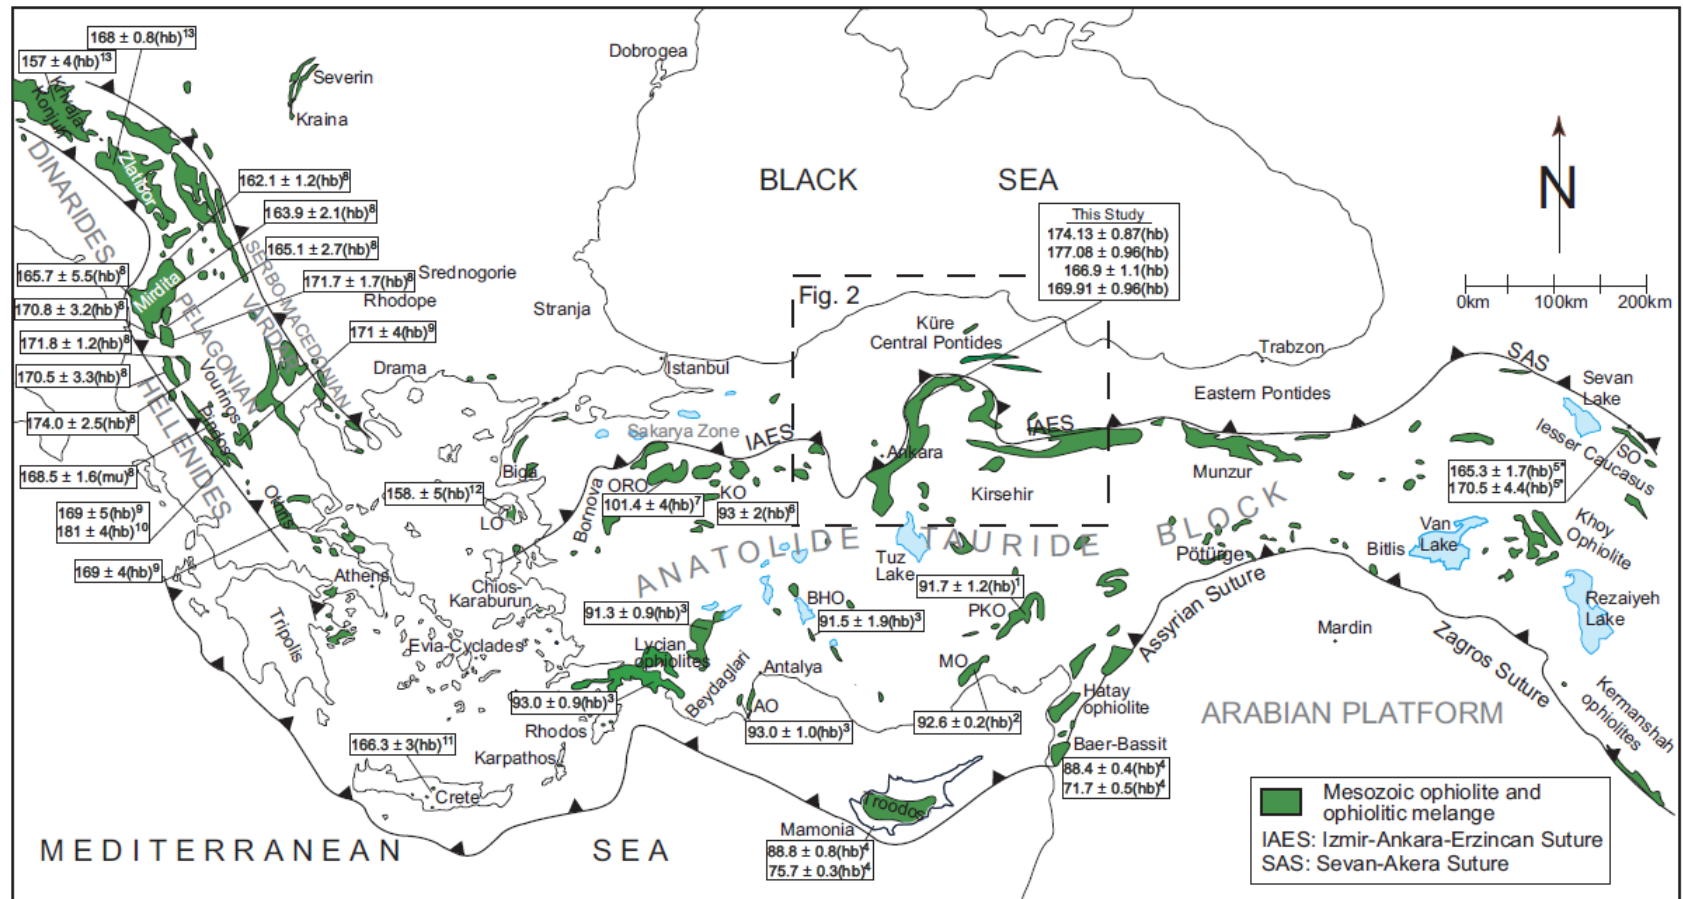 168 ± 0.8(hb)13
157 ± 4(hb)13
Krivaja
Konjuh
Severin
Kraina
Dobrogea
DINARIDES
Zlatibor
162.1 ± 1.2(hb)8
163.9 ± 2.1(hb)8
165.1 ± 2.7(hb)8
171.7 ± 1.7(hb)8
171 ± 4(hb)9
165.7 ± 5.5(hb)8
170.8 ± 3.2(hb)8
171.8 ± 1.2(hb)8
170.5 ± 3.3(hb)8
174.0 ± 2.5(hb)8
168.5 ± 1.6(mu)8
169 ± 5(hb)9
181 ± 4(hb)10
169 ± 4(hb)9
Mirdita
SERBO-MACEDONIAN
VARDAR
PELAGONIAN
HELLENIDES
Vourinos
Pindos
Othris
Srednogorie
Rhodope
Stranja
Drama
BLACK SEA
This Study
174.13 ± 0.87(hb)
177.08 ± 0.96(hb)
166.9 ± 1.1(hb)
169.91 ± 0.96(hb)
Fig. 2
N
0km 100km 200km
Küre
Central Pontides
Istanbul
Trabzon
Eastern Pontides
SAS
Sevan
Lake
lesser Caucasus
SO
165.3 ± 1.7(hb)5*
170.5 ± 4.4(hb)5*
Sakarya Zone
IAES
IAES
Ankara
Kirsehir
Munzur
Biga
158. ± 5(hb)12
LO
Bornova
ORO
101.4 ± 4(hb)7
KO
93 ± 2(hb)6
ANATOLIDE TAURIDE BLOCK
Tuz
Lake
Pötürge
Bitlis
Van
Lake
Khoy
Ophiolite
Rezaiyeh
Lake
Athens
Tripolis
Chios-
Karaburun
Evia-Cyclades
91.3 ± 0.9(hb)3
BHO
91.5 ± 1.9(hb)3
91.7 ± 1.2(hb)1
PKO
Lycian
ophiolites
93.0 ± 0.9(hb)3
Beydaglari
Antalya
AO
93.0 ± 1.0(hb)3
MO
92.6 ± 0.2(hb)2
Assyrian Suture
Mardin
Zagros Suture
Kermanshah
ophiolites
Hatay
ophiolite
ARABIAN PLATFORM
Baer-Bassit
88.4 ± 0.4(hb)4
71.7 ± 0.5(hb)4
Rhodos
Karpathos
166.3 ± 3(hb)11
Crete
Troodos
Mamonia
88.8 ± 0.8(hb)4
75.7 ± 0.3(hb)4
MEDITERRANEAN SEA
Mesozoic ophiolite and
ophiolitic melange
IAES: Izmir-Ankara-Erzincan Suture
SAS: Sevan-Akera Suture